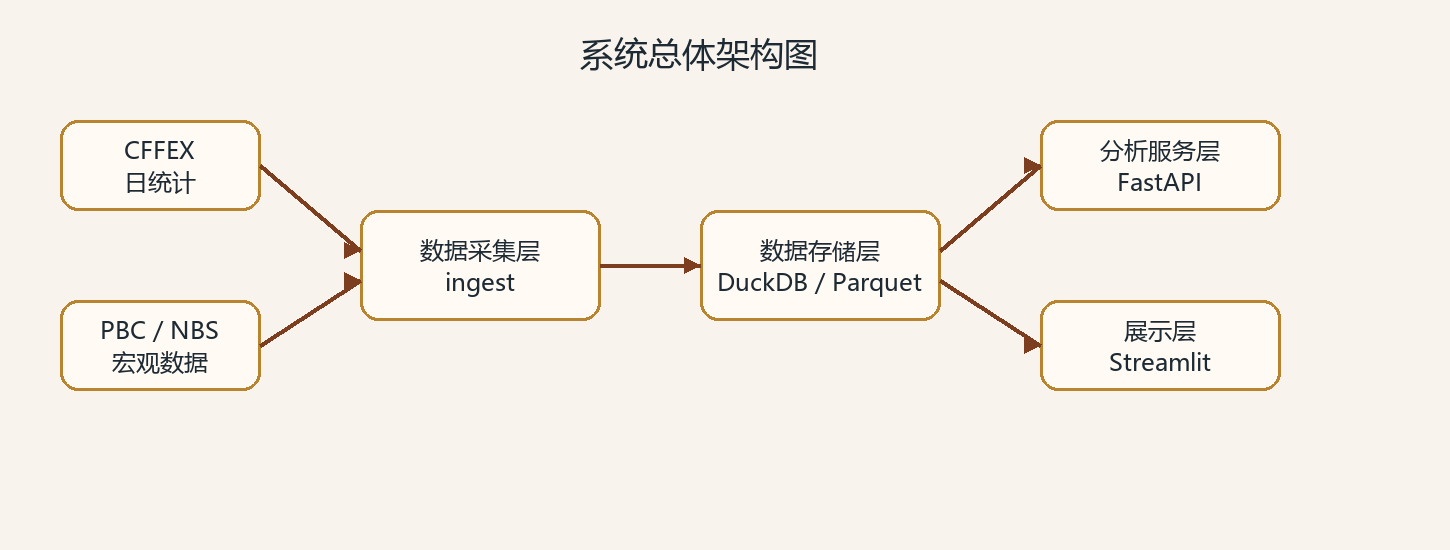 系统总体架构图
CFFEX
日统计
PBC / NBS
宏观数据
数据采集层
ingest
数据存储层
DuckDB / Parquet
分析服务层
FastAPI
展示层
Streamlit